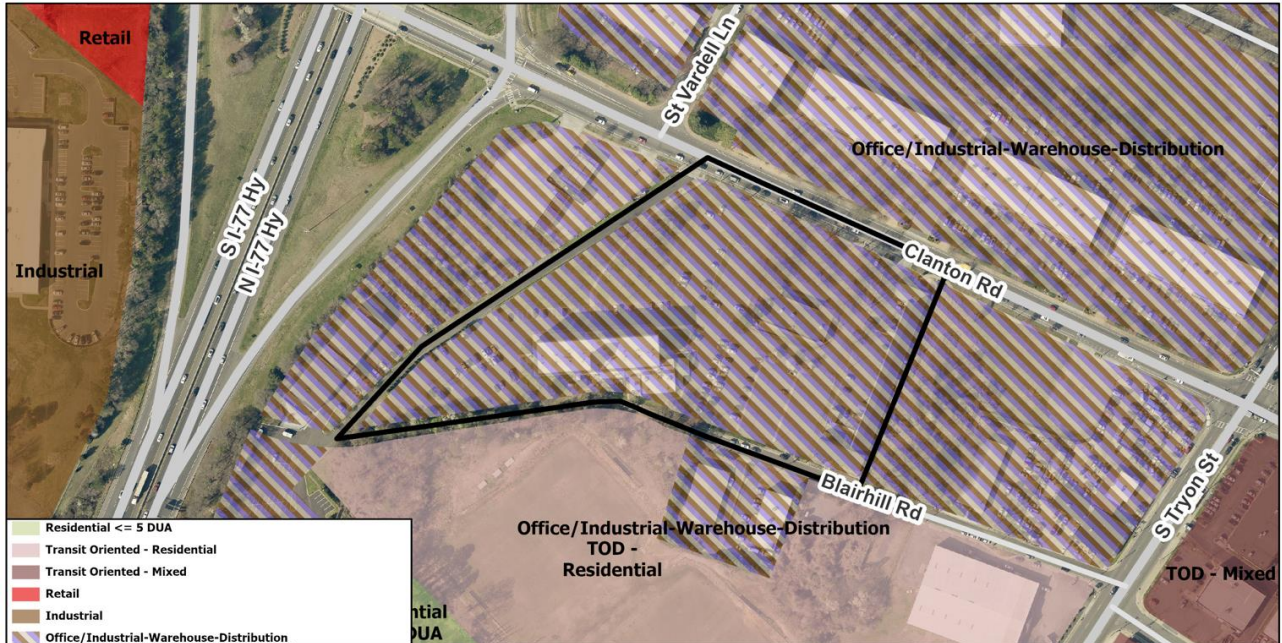 Retail
St Vardell Ln
Office/Industrial-Warehouse-Distribution
S I-77 Hy
N I-77 Hy
Industrial
Clanton Rd
Blairhill Rd
S Tryon St
Office/Industrial-Warehouse-Distribution
TOD -
Residential
TOD - Mixed
ntial
DUA
Residential <= 5 DUA
Transit Oriented - Residential
Transit Oriented - Mixed
Retail
Industrial
Office/Industrial-Warehouse-Distribution